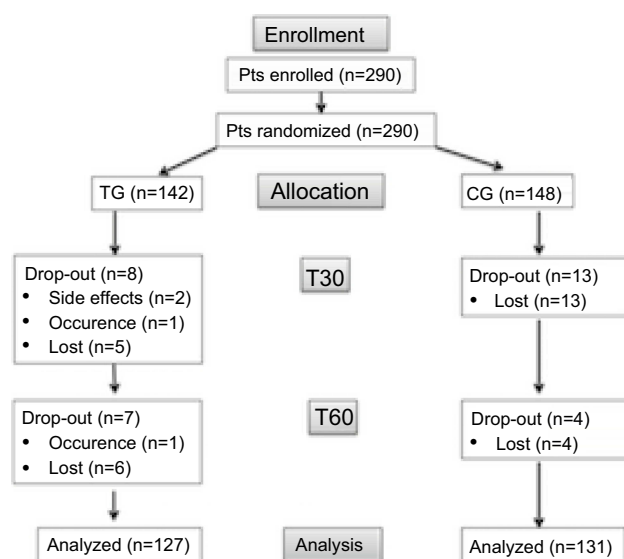 Enrollment
Pts enrolled (n=290)
Pts randomized (n=290)
TG (n=142)
Allocation
CG (n=148)
Drop-out (n=8)
• Side effects (n=2)
• Occurence (n=1)
• Lost (n=5)
T30
Drop-out (n=13)
• Lost (n=13)
Drop-out (n=7)
• Occurence (n=1)
• Lost (n=6)
T60
Drop-out (n=4)
• Lost (n=4)
Analyzed (n=127)
Analysis
Analyzed (n=131)